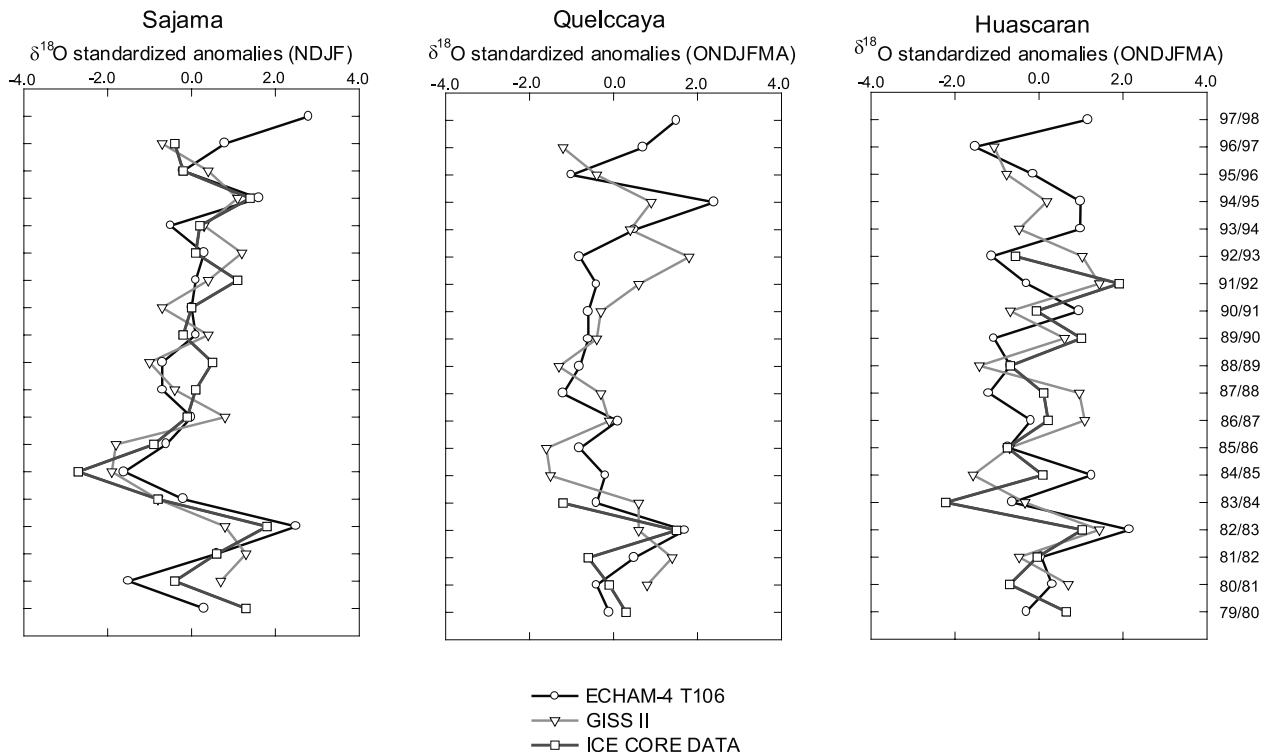 Sajama
δ18O standardized anomalies (NDJF)
-4.0 -2.0 0.0 2.0 4.0
Quelccaya
δ18O standardized anomalies (ONDJFMA)
-4.0 -2.0 0.0 2.0 4.0
Huascaran
δ18O standardized anomalies (ONDJFMA)
-4.0 -2.0 0.0 2.0 4.0
97/98
96/97
95/96
94/95
93/94
92/93
91/92
90/91
89/90
88/89
87/88
86/87
85/86
84/85
83/84
82/83
81/82
80/81
79/80
ECHAM-4 T106
GISS II
ICE CORE DATA